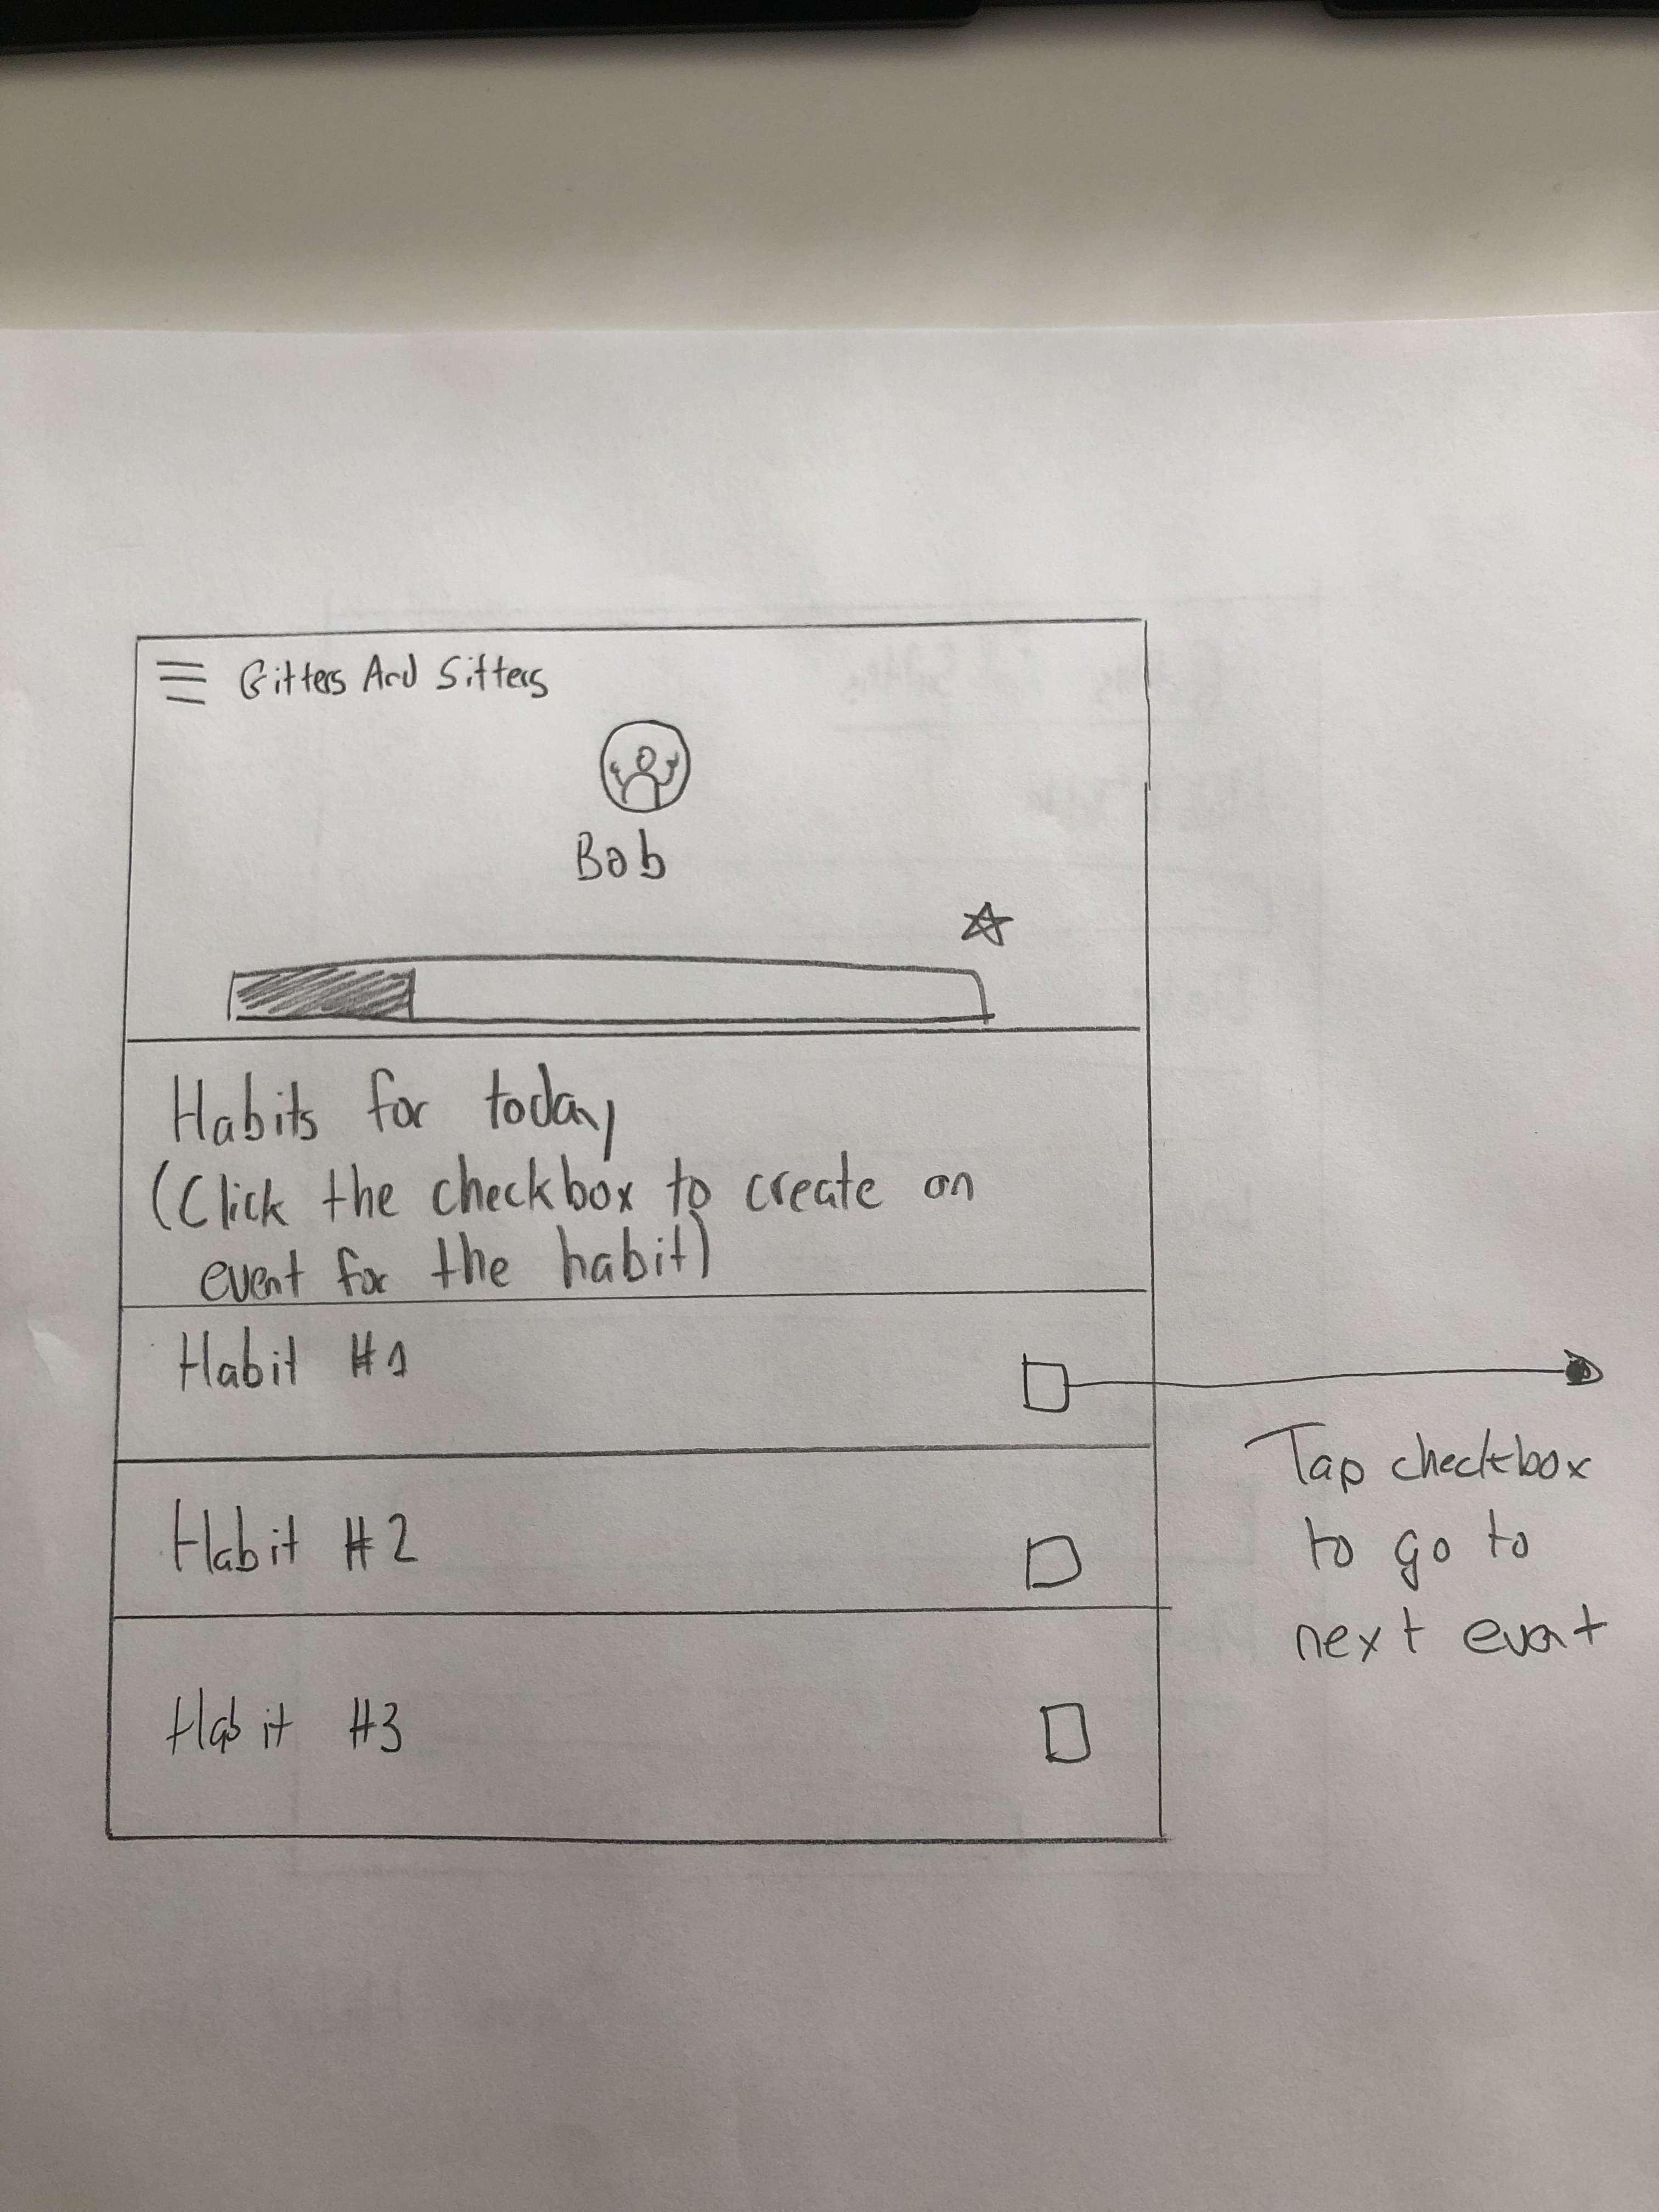 Gitters And Sitters
Bob
Habits for today
(Click the checkbox to create an
event for the habit)
Habit #1
Tap checkbox
to go to
next event
Habit #2
Habit #3